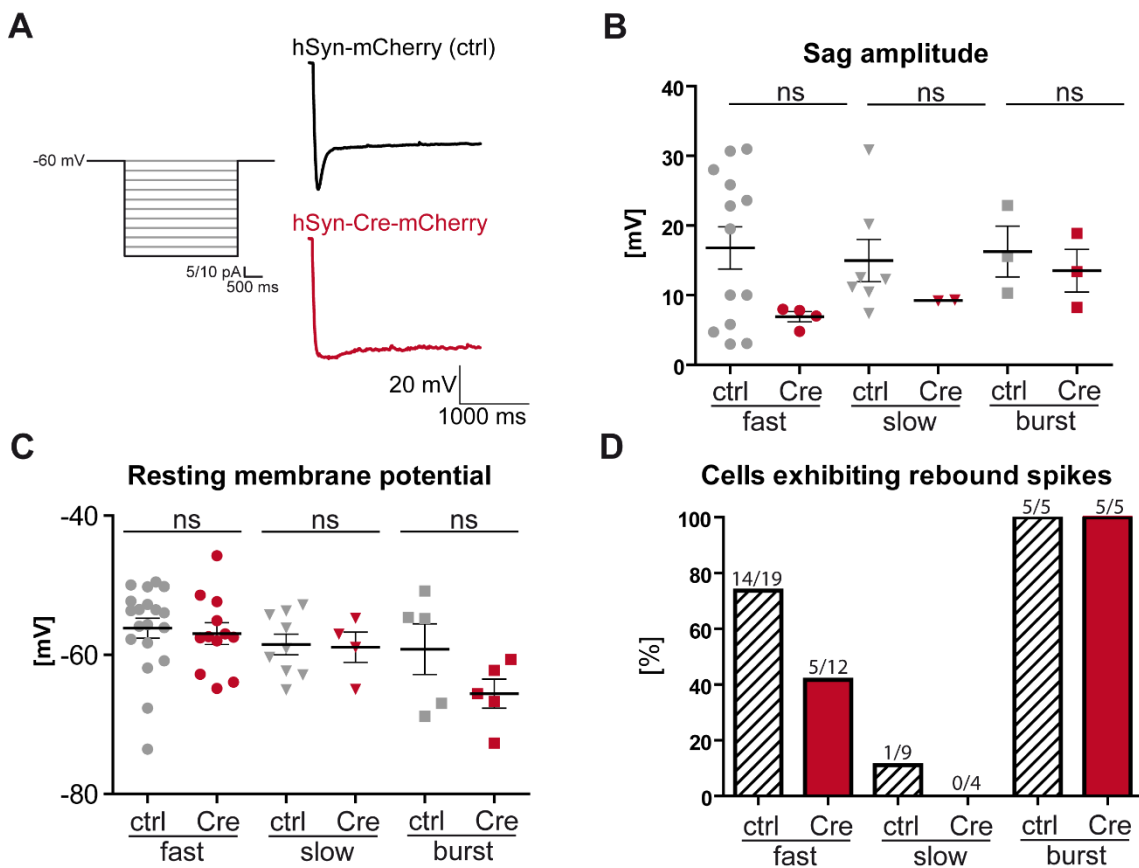 A
hSyn-mCherry (ctrl)
-60 mV
hSyn-Cre-mCherry
5/10 pA
500 ms
20 mV
1000 ms
B
Sag amplitude
ns ns ns
40
30
20
10
0
[mV]
ctrl Cre ctrl Cre ctrl Cre
fast slow burst
C
Resting membrane potential
ns ns ns
-40
-60
-80
[mV]
ctrl Cre ctrl Cre ctrl Cre
fast slow burst
D
Cells exhibiting rebound spikes
100
80
60
40
20
0
[%]
14/19
5/12
1/9
0/4
5/5
5/5
ctrl Cre ctrl Cre ctrl Cre
fast slow burst